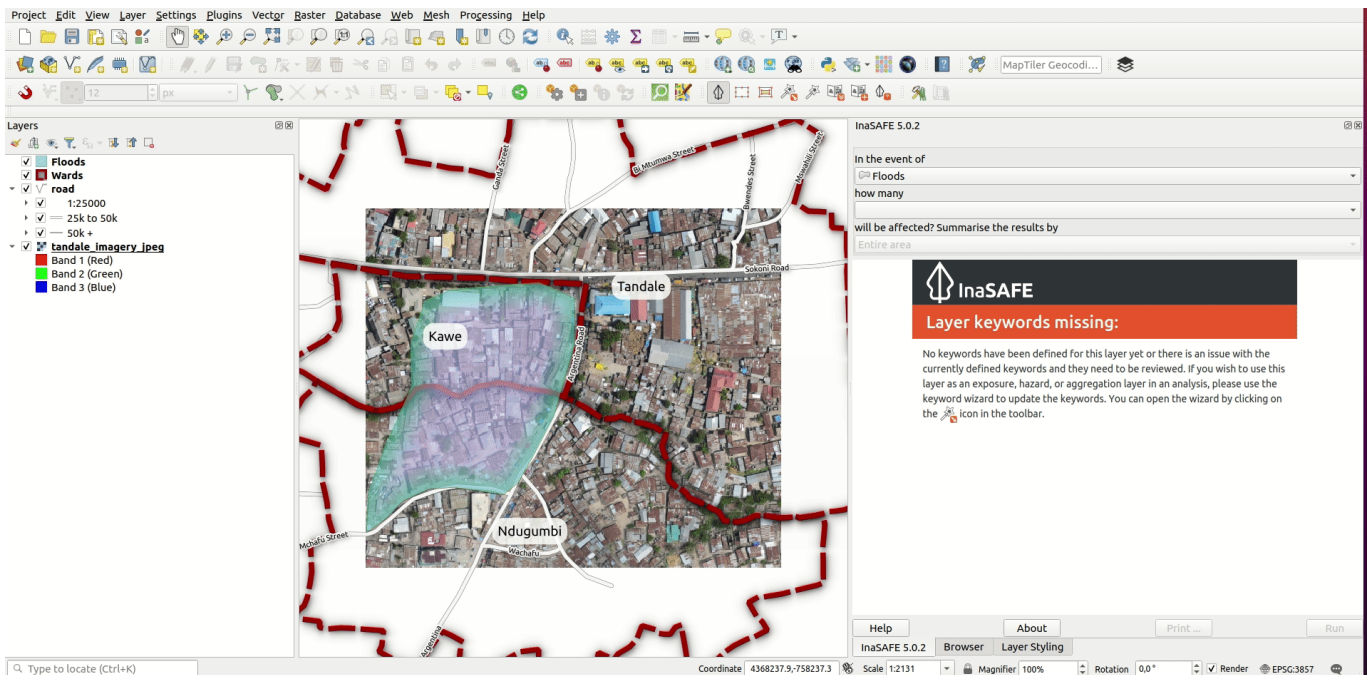 Project Edit View Layer Settings Plugins Vector Raster Database Web Mesh Processing Help
12
px
MapTiler Geocodi...
Layers
Floods
Wards
road
1:25000
25k to 50k
50k +
tandale_imagery_jpeg
Band 1 (Red)
Band 2 (Green)
Band 3 (Blue)
Ganda Street
Bi Mtumwa Street
Bwendes Street
Mswahili Street
Sokoni Road
Tandale
Kawe
Argentina Road
Ndugumbi
Mchafu Street
Wachafu
Argentina
InaSAFE 5.0.2
In the event of
Floods
how many
will be affected? Summarise the results by
Entire area
InaSAFE
Layer keywords missing:
No keywords have been defined for this layer yet or there is an issue with the
currently defined keywords and they need to be reviewed. If you wish to use this
layer as an exposure, hazard, or aggregation layer in an analysis, please use the
keyword wizard to update the keywords. You can open the wizard by clicking on
the icon in the toolbar.
Help About Print ... Run
InaSAFE 5.0.2 Browser Layer Styling
Type to locate (Ctrl+K)
Coordinate 4368237.9,-758237.3 Scale 1:2131 Magnifier 100% Rotation 0,0 ° Render EPSG:3857